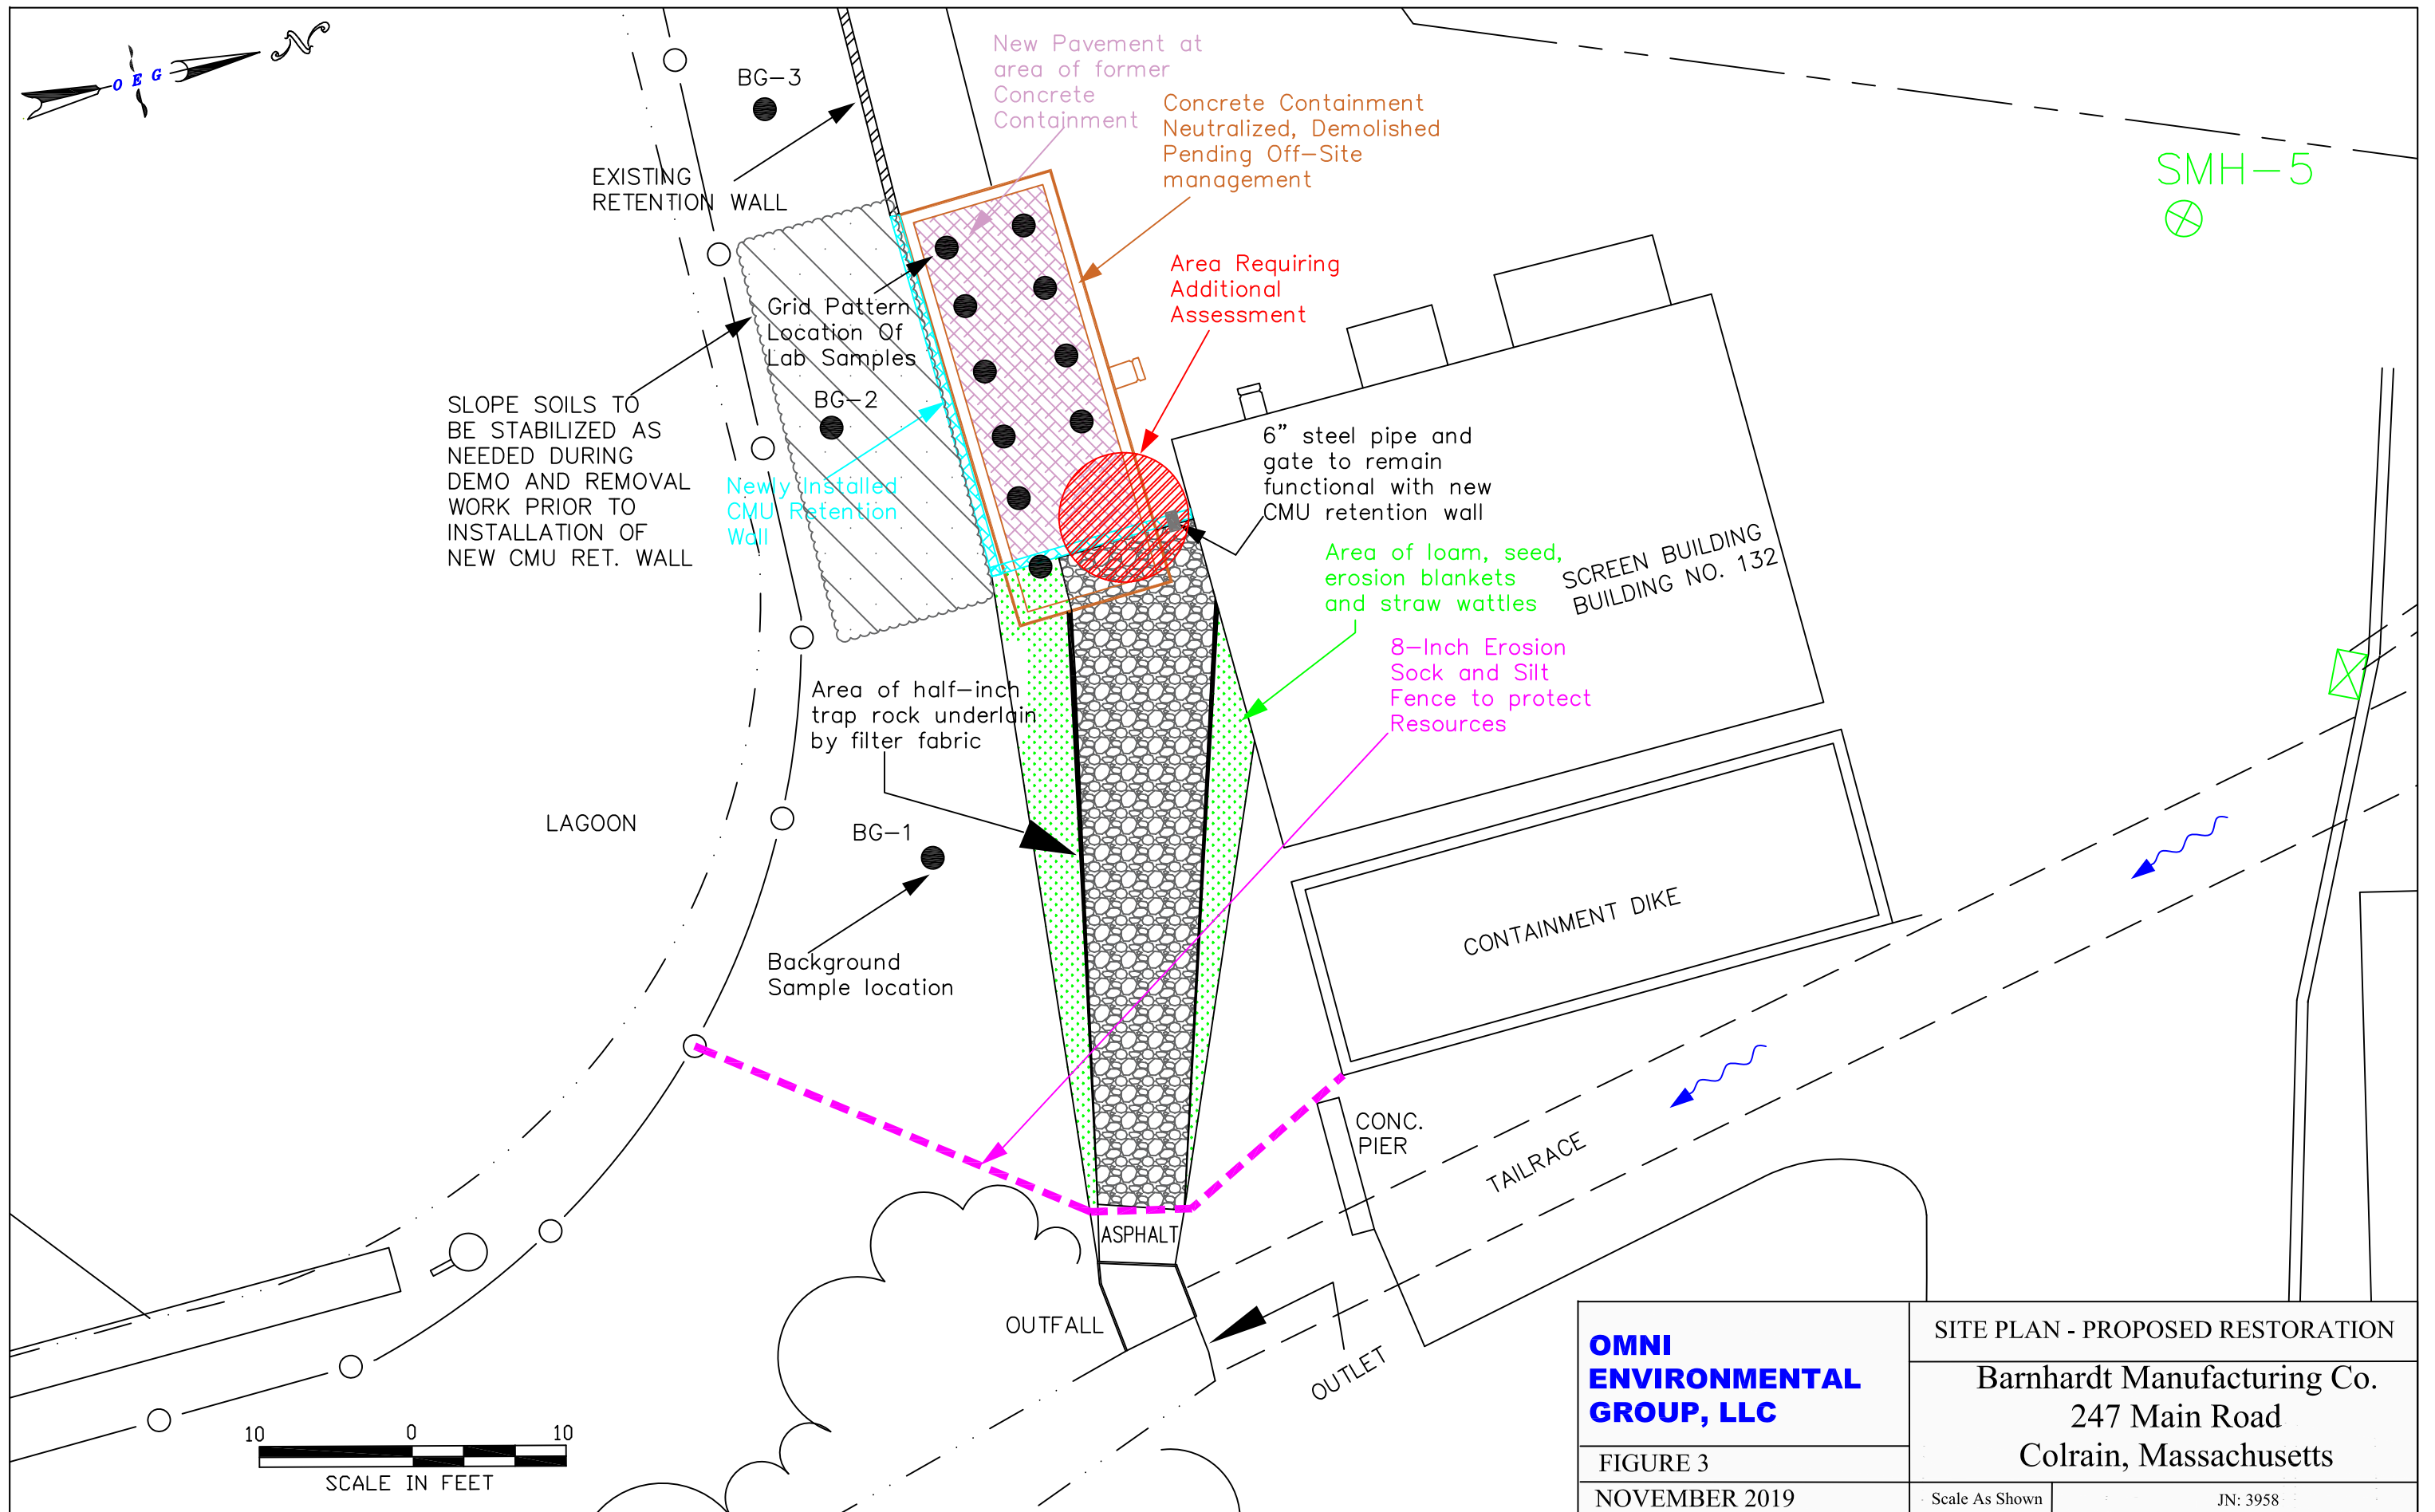 O E G
N
BG-3
New Pavement at
area of former
Concrete
Containment
Concrete Containment
Neutralized, Demolished
Pending Off-Site
management
SMH-5
EXISTING
RETENTION WALL
Area Requiring
Additional
Assessment
Grid Pattern
Location Of
Lab Samples
BG-2
SLOPE SOILS TO
BE STABILIZED AS
NEEDED DURING
DEMO AND REMOVAL
WORK PRIOR TO
INSTALLATION OF
NEW CMU RET. WALL
Newly Installed
CMU Retention
Wall
6" steel pipe and
gate to remain
functional with new
CMU retention wall
Area of loam, seed,
erosion blankets
and straw wattles
SCREEN BUILDING
BUILDING NO. 132
8-Inch Erosion
Sock and Silt
Fence to protect
Resources
Area of half-inch
trap rock underlain
by filter fabric
LAGOON
BG-1
Background
Sample location
CONTAINMENT DIKE
CONC.
PIER
TAILRACE
ASPHALT
OUTFALL
OUTLET
10 0 10
SCALE IN FEET
OMNI
ENVIRONMENTAL
GROUP, LLC
FIGURE 3
NOVEMBER 2019
SITE PLAN - PROPOSED RESTORATION
Barnhardt Manufacturing Co.
247 Main Road
Colrain, Massachusetts
Scale As Shown
JN: 3958